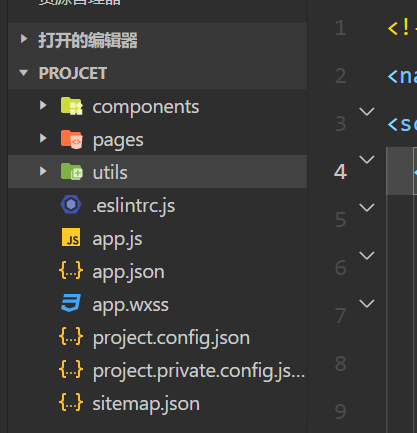 资源管理器
打开的编辑器
PROJCET
components
pages
utils
.eslintrc.js
JS app.js
{..} app.json
app.wxss
{..} project.config.json
{..} project.private.config.js...
{..} sitemap.json
1 <!-
2 <na
3 <sc
4 <
5
6
7
8
9